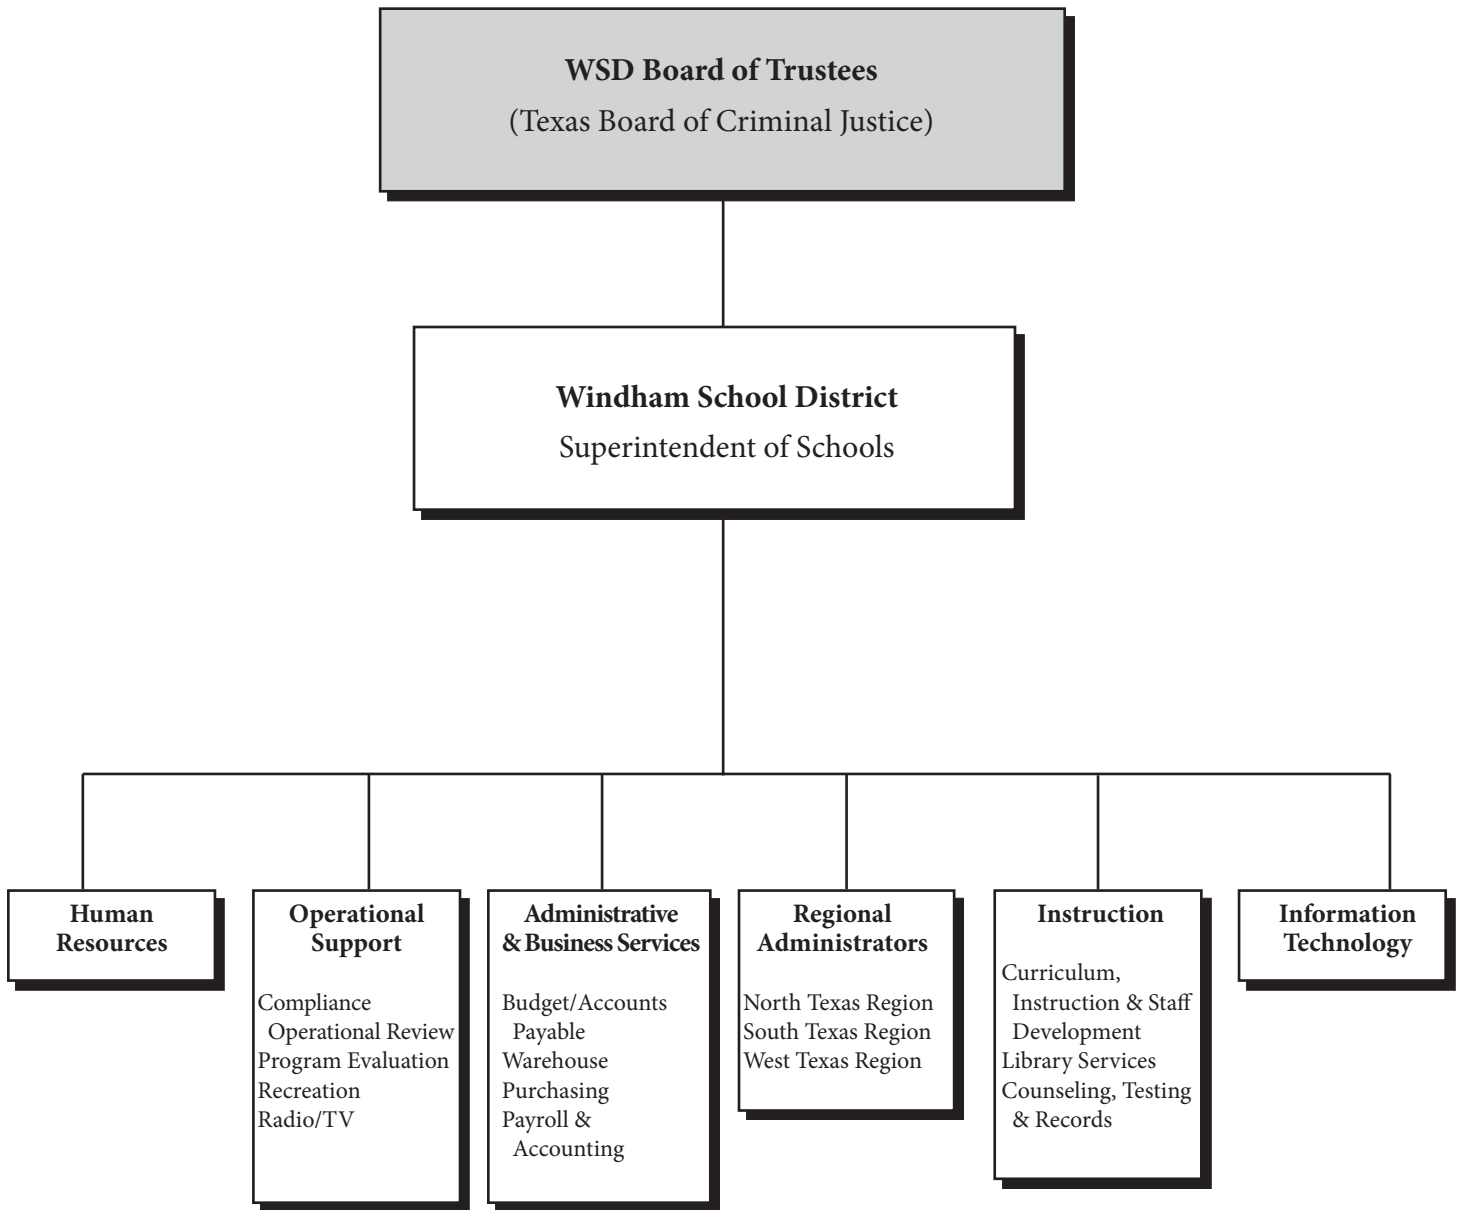 WSD Board of Trustees
(Texas Board of Criminal Justice)
Windham School District
Superintendent of Schools
Human
Resources
Operational
Support
Compliance
Operational Review
Program Evaluation
Recreation
Radio/TV
Administrative
& Business Services
Budget/Accounts
Payable
Warehouse
Purchasing
Payroll &
Accounting
Regional
Administrators
North Texas Region
South Texas Region
West Texas Region
Instruction
Curriculum,
Instruction & Staff
Development
Library Services
Counseling, Testing
& Records
Information
Technology